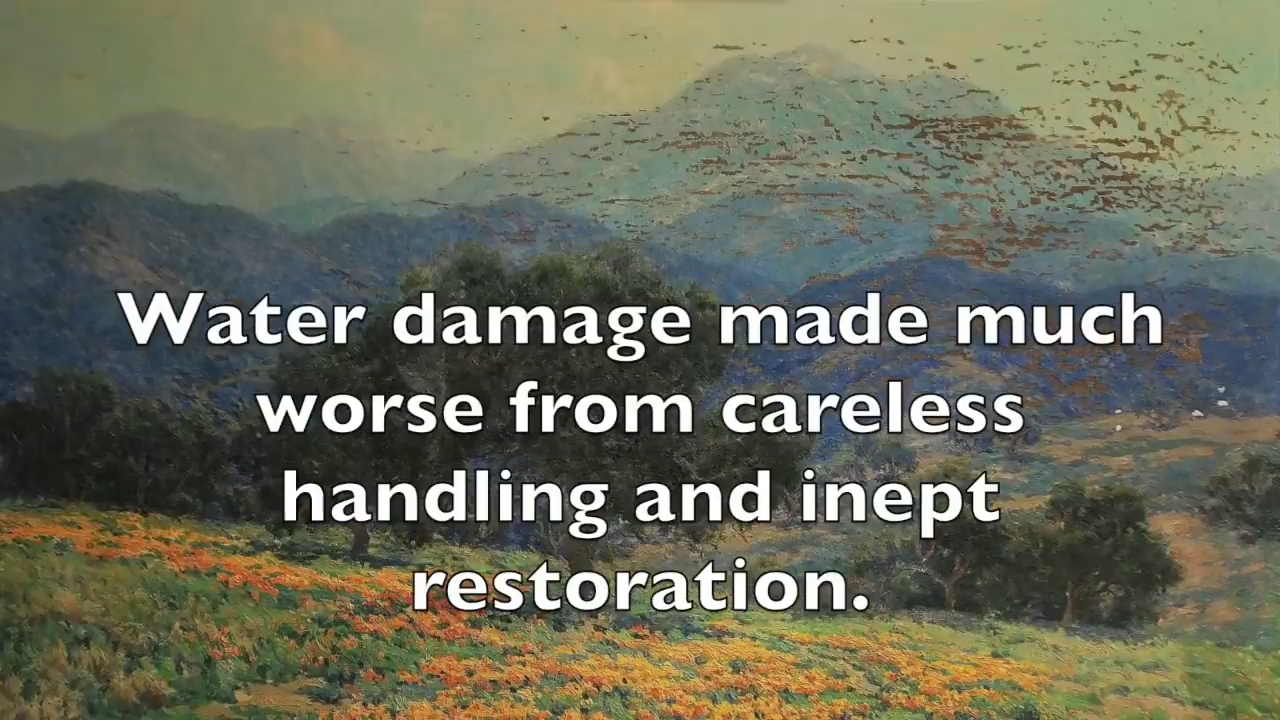 Water damage made much
worse from careless
handling and inept
restoration.